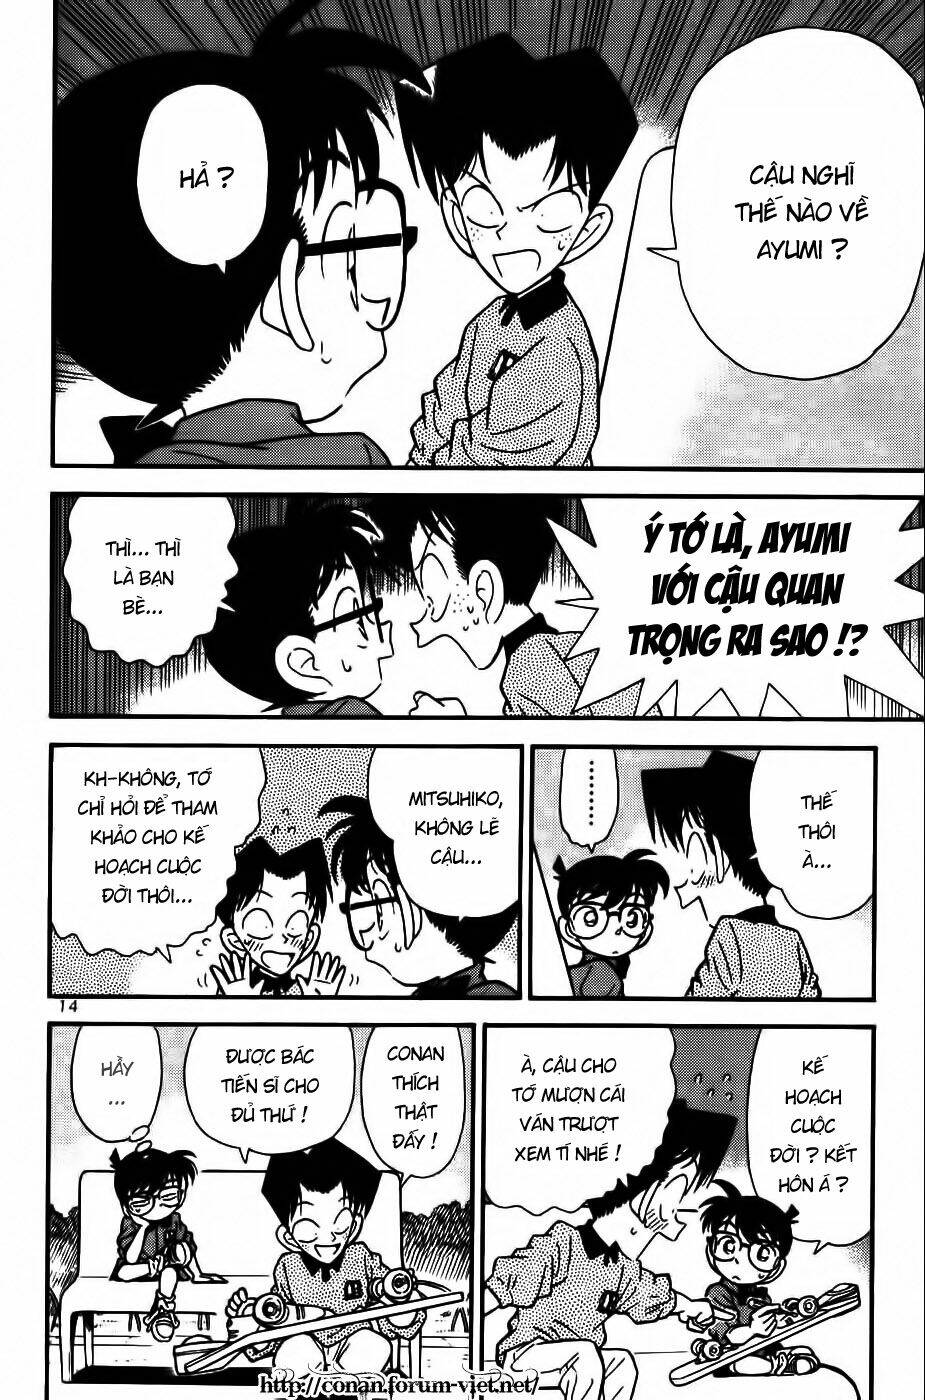 CẬU NGHĨ
THẾ NÀO VỀ
AYUMI ?
HẢ ?
Ý TỚ LÀ, AYUMI
VỚI CẬU QUAN
TRỌNG RA SAO !?
THÌ... THÌ
LÀ BẠN
BÈ...
THẾ
THÔI
À...
.........
MITSUHIKO,
KHÔNG LẼ
CẬU...
KH-KHÔNG, TỚ
CHỈ HỎI ĐỂ THAM
KHẢO CHO KẾ
HOẠCH CUỘC
ĐỜI THÔI...
14
KẾ
HOẠCH
CUỘC
ĐỜI ? KẾT
HÔN Á ?
À, CẬU CHO
TỚ MƯỢN CÁI
VÁN TRƯỢT
XEM TÍ NHÉ !
CONAN
THÍCH
THẬT
ĐẤY !
ĐƯỢC BÁC
TIẾN SĨ CHO
ĐỦ THỨ !
HẦY
...
http://conan.forum-viet.net/